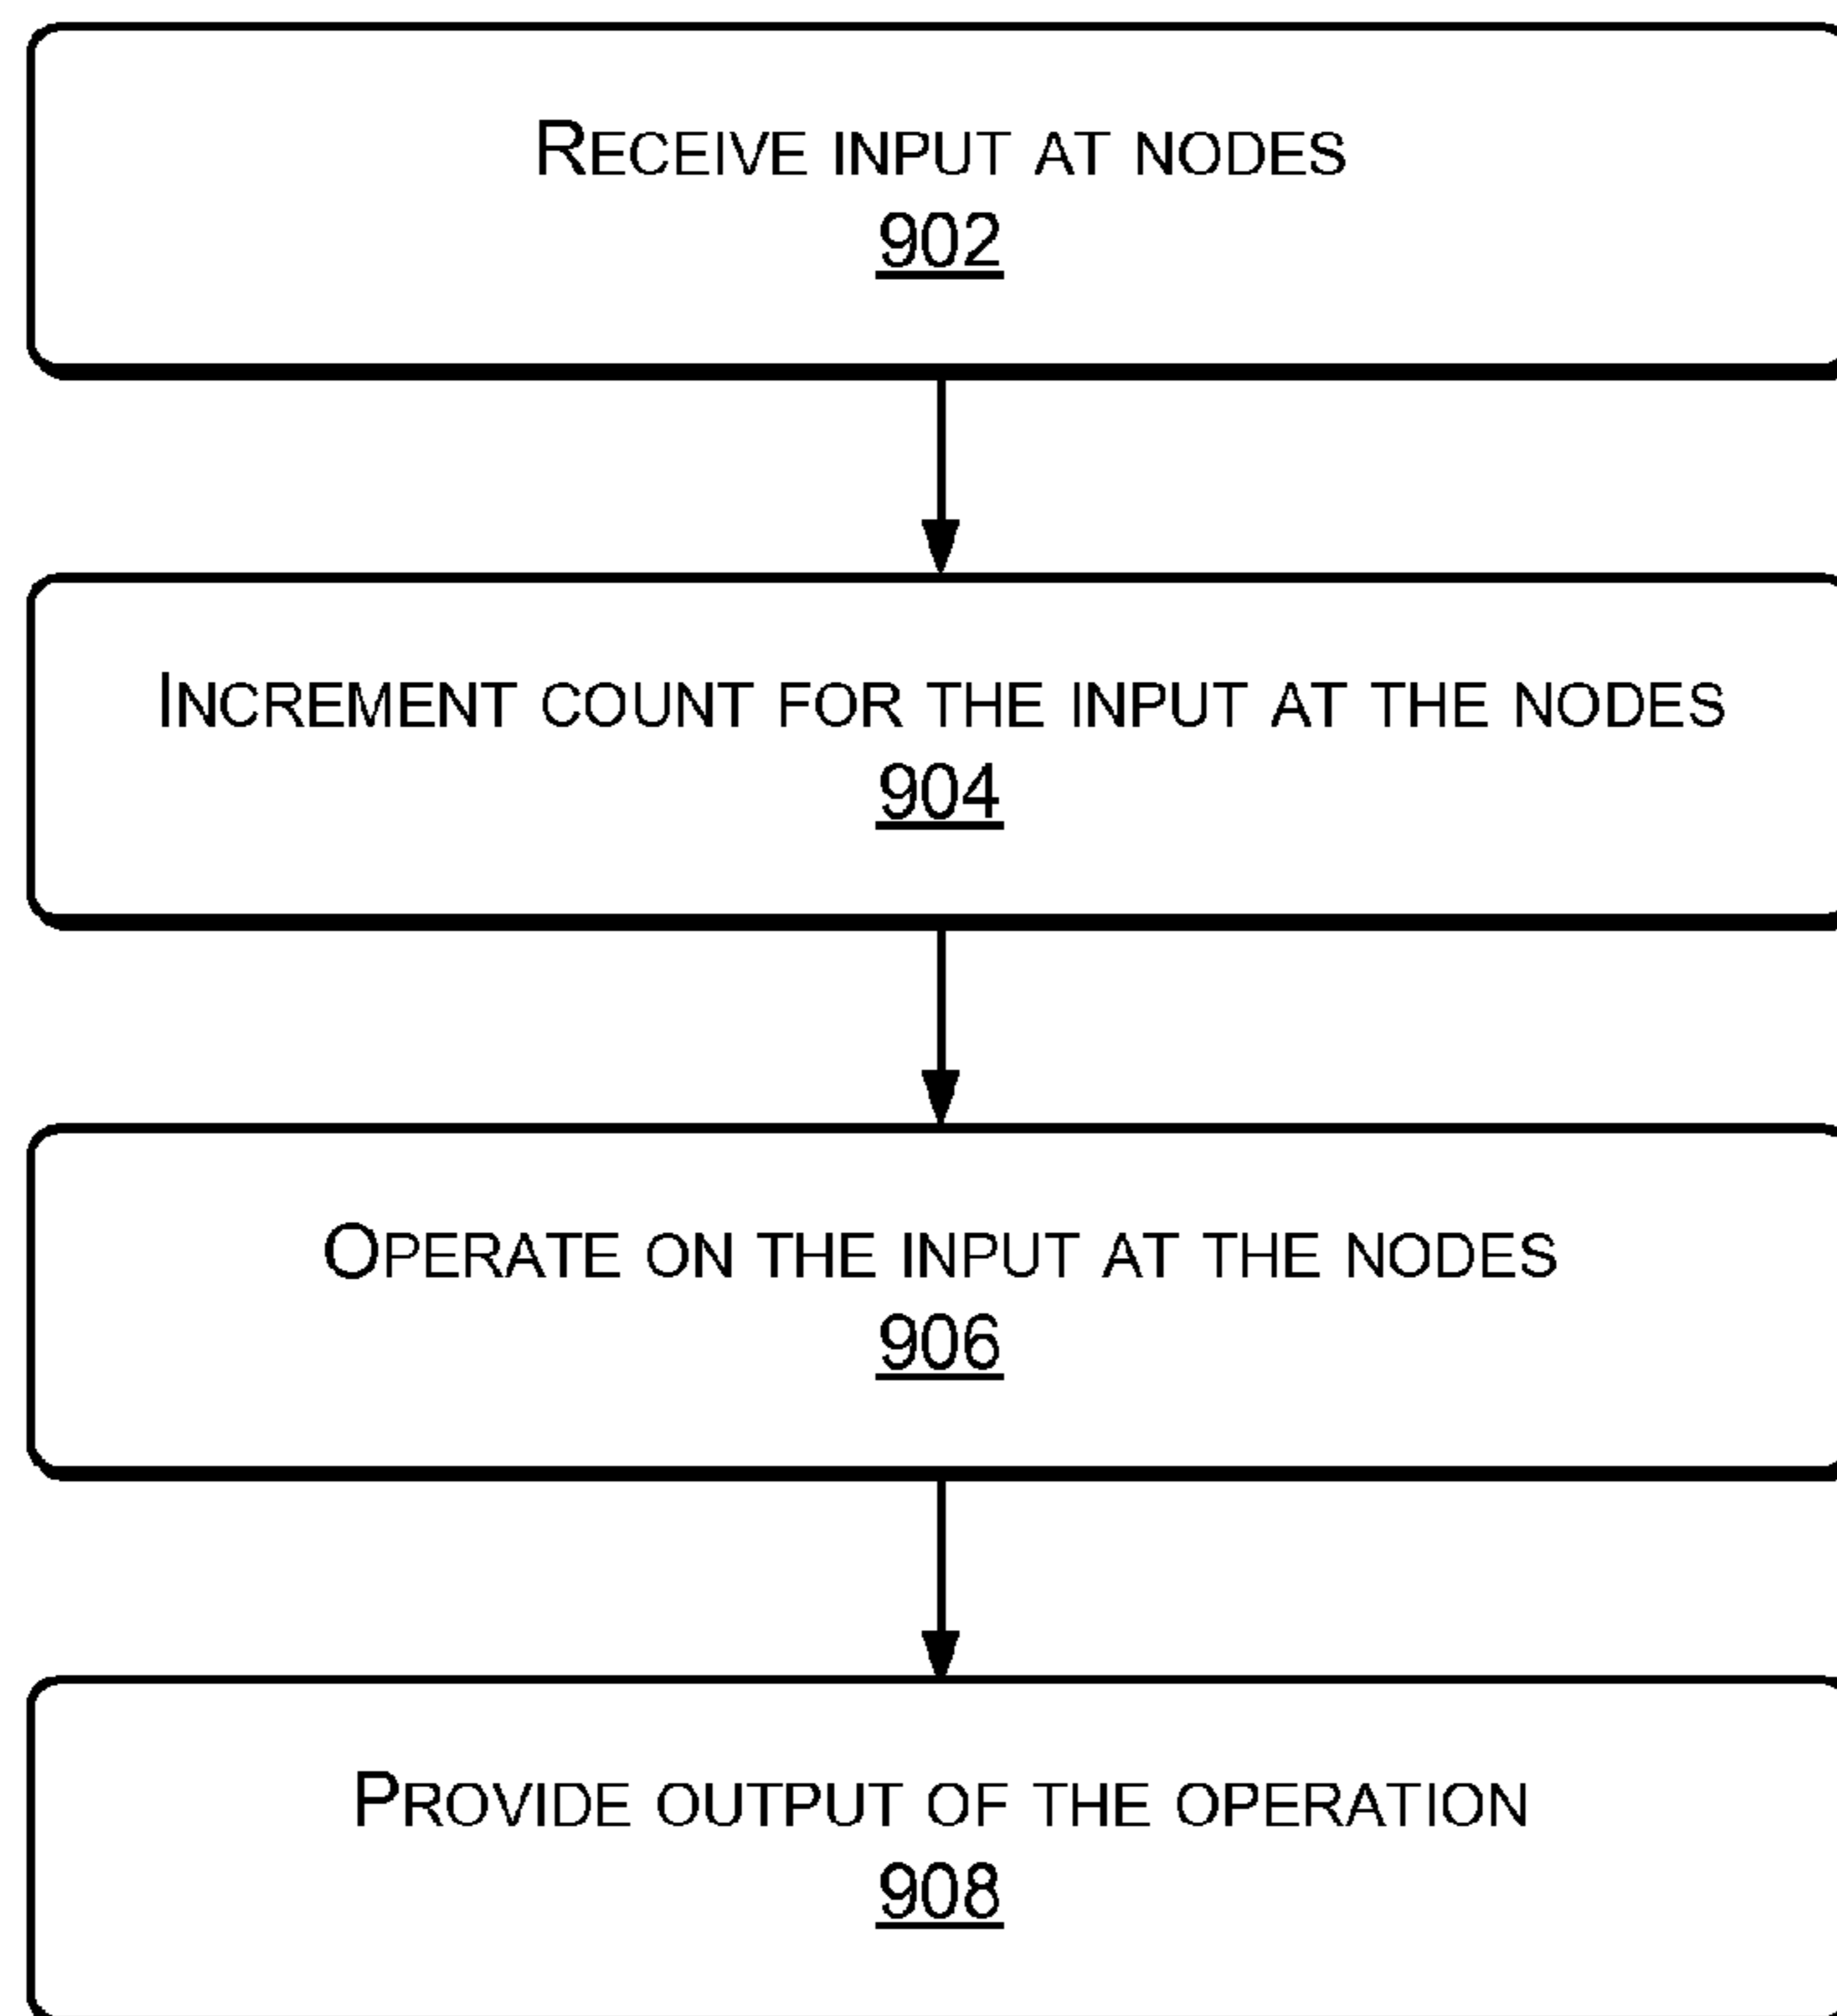 RECEIVE INPUT AT NODES
902
INCREMENT COUNT FOR THE INPUT AT THE NODES
904
OPERATE ON THE INPUT AT THE NODES
906
PROVIDE OUTPUT OF THE OPERATION
908